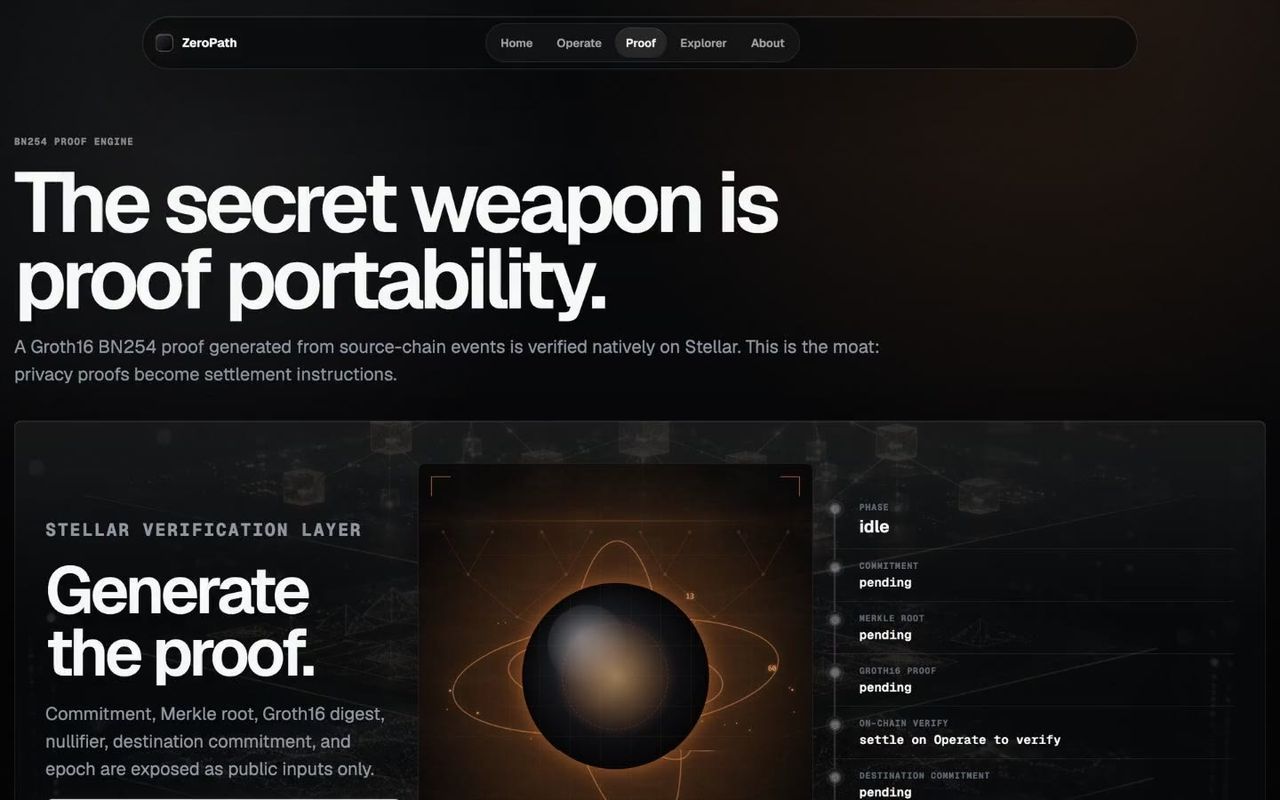 ZeroPath
Home
Operate
Proof
Explorer
About
BN254 PROOF ENGINE
The secret weapon is
proof portability.
A Groth16 BN254 proof generated from source-chain events is verified natively on Stellar. This is the moat:
privacy proofs become settlement instructions.
STELLAR VERIFICATION LAYER
Generate
the proof.
Commitment, Merkle root, Groth16 digest,
nullifier, destination commitment, and
epoch are exposed as public inputs only.
13
60
PHASE
idle
COMMITMENT
pending
MERKLE ROOT
pending
GROTH16 PROOF
pending
ON-CHAIN VERIFY
settle on Operate to verify
DESTINATION COMMITMENT
pending